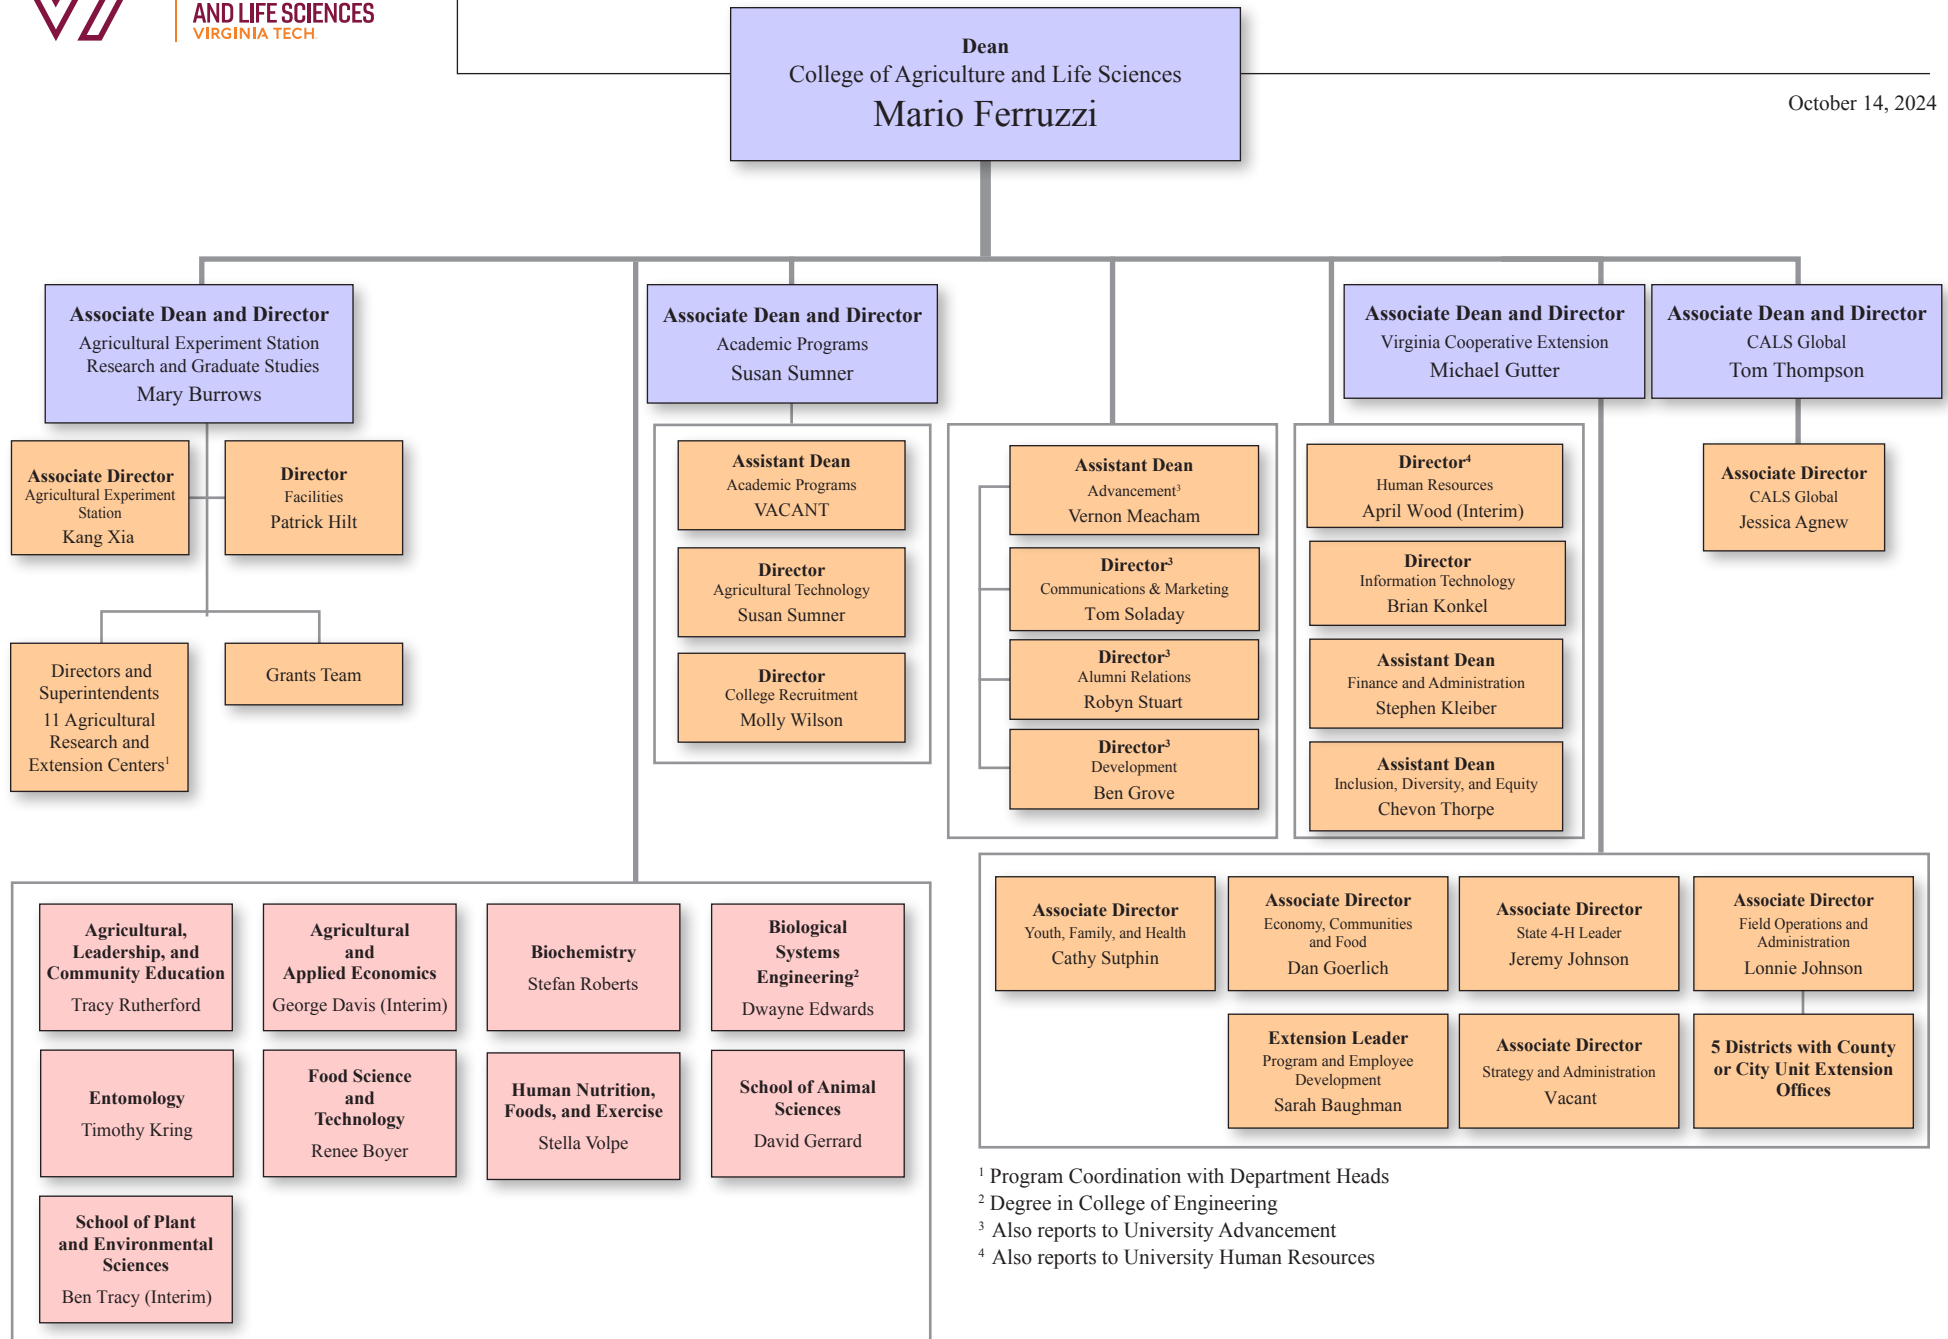 AND LIFE SCIENCES
VIRGINIA TECH
Dean
College of Agriculture and Life Sciences
Mario Ferruzzi
October 14, 2024
Associate Dean and Director
Agricultural Experiment Station
Research and Graduate Studies
Mary Burrows
Associate Dean and Director
Academic Programs
Susan Sumner
Associate Dean and Director
Virginia Cooperative Extension
Michael Gutter
Associate Dean and Director
CALS Global
Tom Thompson
Associate Director
Agricultural Experiment
Station
Kang Xia
Director
Facilities
Patrick Hilt
Directors and
Superintendents
11 Agricultural
Research and
Extension Centers¹
Grants Team
Assistant Dean
Academic Programs
VACANT
Director
Agricultural Technology
Susan Sumner
Director
College Recruitment
Molly Wilson
Assistant Dean
Advancement³
Vernon Meacham
Director³
Communications & Marketing
Tom Soladay
Director³
Alumni Relations
Robyn Stuart
Director³
Development
Ben Grove
Director⁴
Human Resources
April Wood (Interim)
Director
Information Technology
Brian Konkel
Assistant Dean
Finance and Administration
Stephen Kleiber
Assistant Dean
Inclusion, Diversity, and Equity
Chevon Thorpe
Associate Director
CALS Global
Jessica Agnew
Agricultural,
Leadership, and
Community Education
Tracy Rutherford
Agricultural
and
Applied Economics
George Davis (Interim)
Biochemistry
Stefan Roberts
Biological
Systems
Engineering²
Dwayne Edwards
Entomology
Timothy Kring
Food Science
and
Technology
Renee Boyer
Human Nutrition,
Foods, and Exercise
Stella Volpe
School of Animal
Sciences
David Gerrard
School of Plant
and Environmental
Sciences
Ben Tracy (Interim)
Associate Director
Youth, Family, and Health
Cathy Sutphin
Associate Director
Economy, Communities
and Food
Dan Goerlich
Associate Director
State 4-H Leader
Jeremy Johnson
Associate Director
Field Operations and
Administration
Lonnie Johnson
Extension Leader
Program and Employee
Development
Sarah Baughman
Associate Director
Strategy and Administration
Vacant
5 Districts with County
or City Unit Extension
Offices
¹ Program Coordination with Department Heads
² Degree in College of Engineering
³ Also reports to University Advancement
⁴ Also reports to University Human Resources